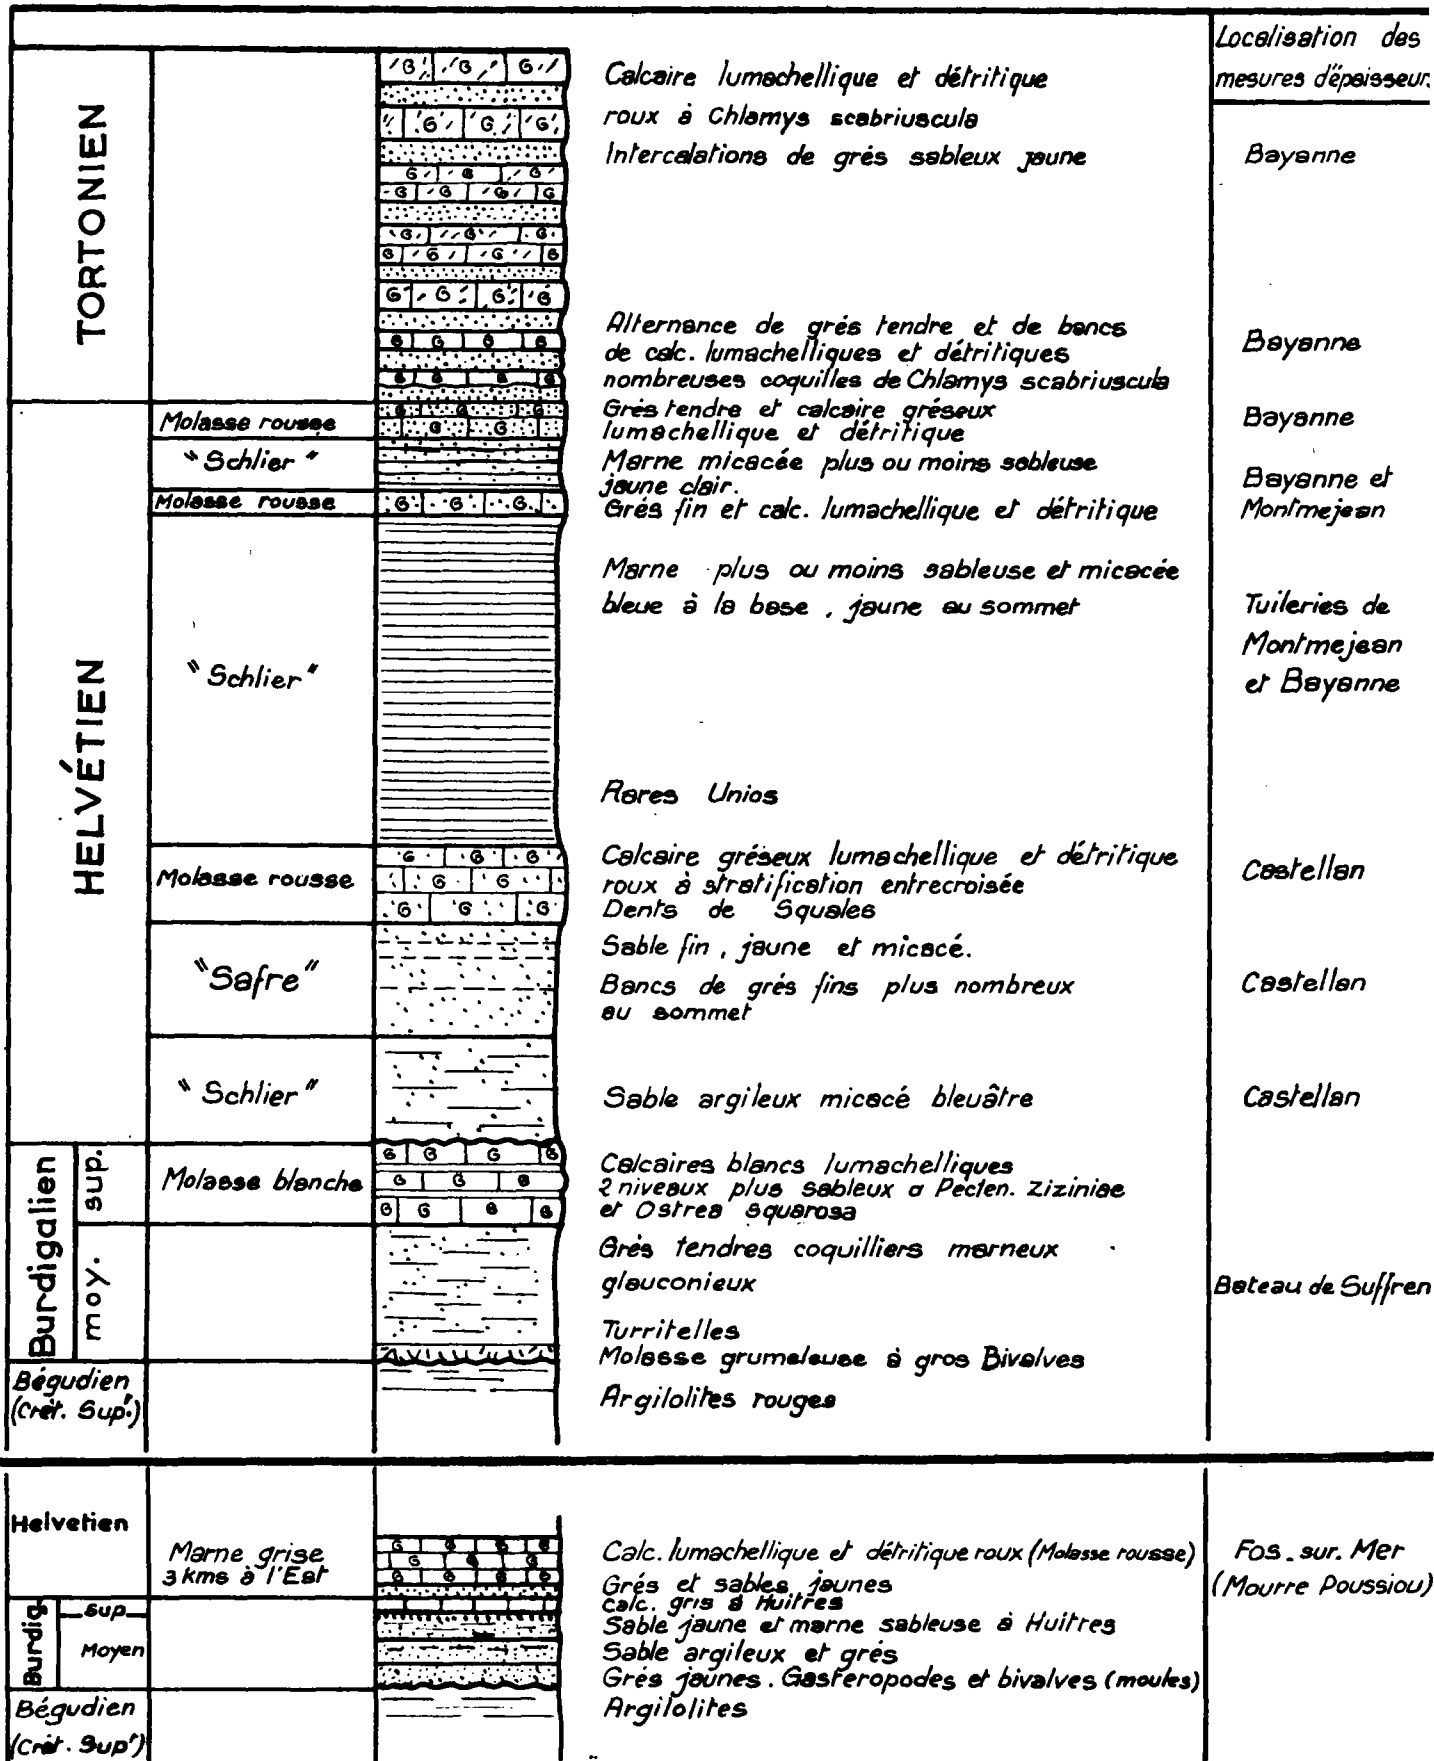 Localisation des
mesures d'épaisseur.
TORTONIEN
Calcaire lumachellique et détritique
roux à Chlamys scabriuscula
Intercalations de grés sableux jaune
Bayanne
Alternance de grés tendre et de bancs
de calc. lumachelliques et détritiques
nombreuses coquilles de Chlamys scabriuscula
Bayanne
HELVÉTIEN
Molasse rousse
Grés tendre et calcaire gréseux
lumachellique et détritique
Bayanne
"Schlier"
Marne micacée plus ou moins sableuse
jaune clair.
Bayanne et
Montmejean
Molasse rousse
Grés fin et calc. lumachellique et détritique
"Schlier"
Marne plus ou moins sableuse et micacée
bleue à la base, jaune au sommet
Rares Unios
Tuileries de
Montmejean
et Bayanne
Molasse rousse
Calcaire gréseux lumachellique et détritique
roux à stratification entrecroisée
Dents de Squales
Castellan
"Safre"
Sable fin, jaune et micacé.
Bancs de grés fins plus nombreux
au sommet
Castellan
"Schlier"
Sable argileux micacé bleuâtre
Castellan
Burdigalien
sup.
Molasse blanche
Calcaires blancs lumachelliques
2 niveaux plus sableux a Pecten. Ziziniae
et Ostrea squarosa
moy.
Grès tendres coquilliers marneux
glauconieux
Turritelles
Molasse grumeleuse à gros Bivalves
Bateau de Suffren
Bégudien
(Crét. Supr.)
Argilolites rouges
Helvetien
Marne grise
3 kms à l'Est
Calc. lumachellique et détritique roux (Molasse rousse)
Grés et sables jaunes
Fos. sur. Mer
(Mourre Poussiou)
Burdig.
sup
calc. gris à Huitres
Moyen
Sable jaune et marne sableuse à Huitres
Sable argileux et grés
Grés jaunes. Gasteropodes et bivalves (moules)
Bégudien
(Crét. Supr)
Argilolites